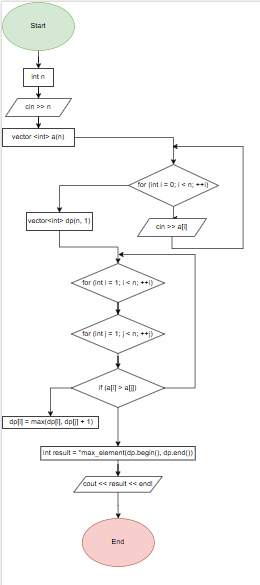 Start
int n
cin >> n
vector <int> a(n)
for (int i = 0; i < n; ++i)
cin >> a[i]
vector<int> dp(n, 1)
for (int i = 1; i < n; ++i)
for (int j = 1; j < n; ++j)
if (a[i] > a[j])
dp[i] = max(dp[i], dp[j] + 1)
int result = *max_element(dp.begin(), dp.end())
cout << result << endl
End